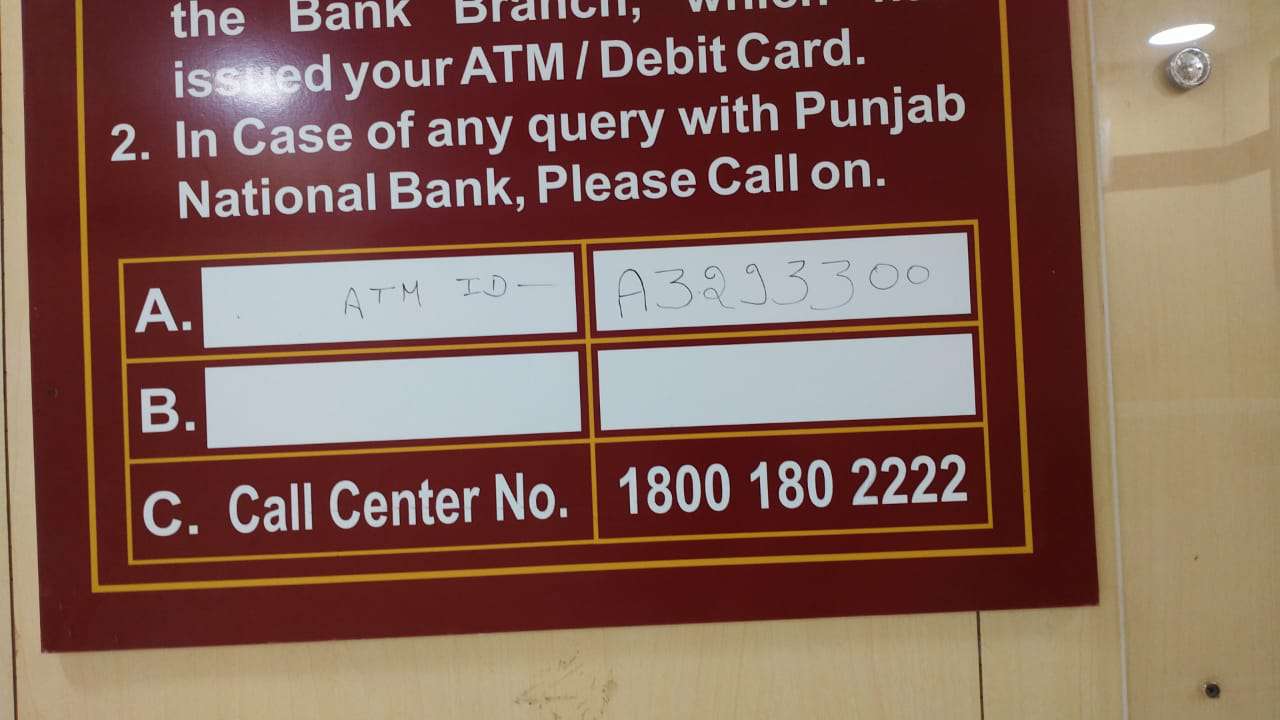 the Bank Branch, which
issued your ATM / Debit Card.
2. In Case of any query with Punjab
National Bank, Please Call on.
A. ATM ID— A3293300
B.
C. Call Center No. 1800 180 2222